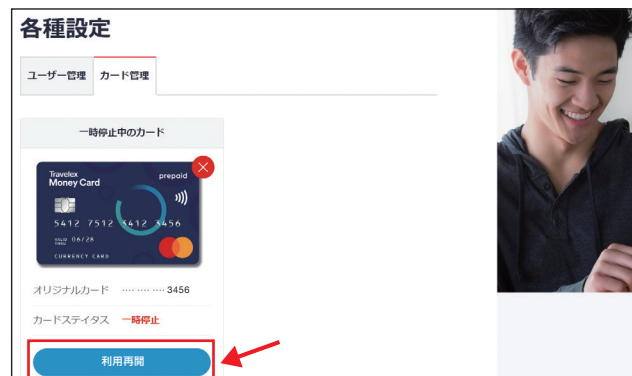 各種設定
ユーザー管理 カード管理
一時停止中のカード
Travelex prepaid
Money Card
5412 7512 3412 3456
VALID THRU 06/28
CURRENCY CARD
オリジナルカード ···· ···· ···· 3456
カードステイタス 一時停止
利用再開